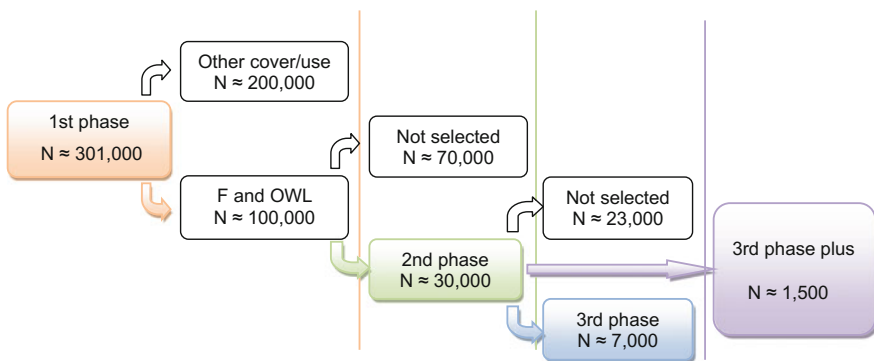 1st phase
N ≈ 301,000
Other cover/use
N ≈ 200,000
F and OWL
N ≈ 100,000
Not selected
N ≈ 70,000
2nd phase
N ≈ 30,000
Not selected
N ≈ 23,000
3rd phase
N ≈ 7,000
3rd phase plus
N ≈ 1,500